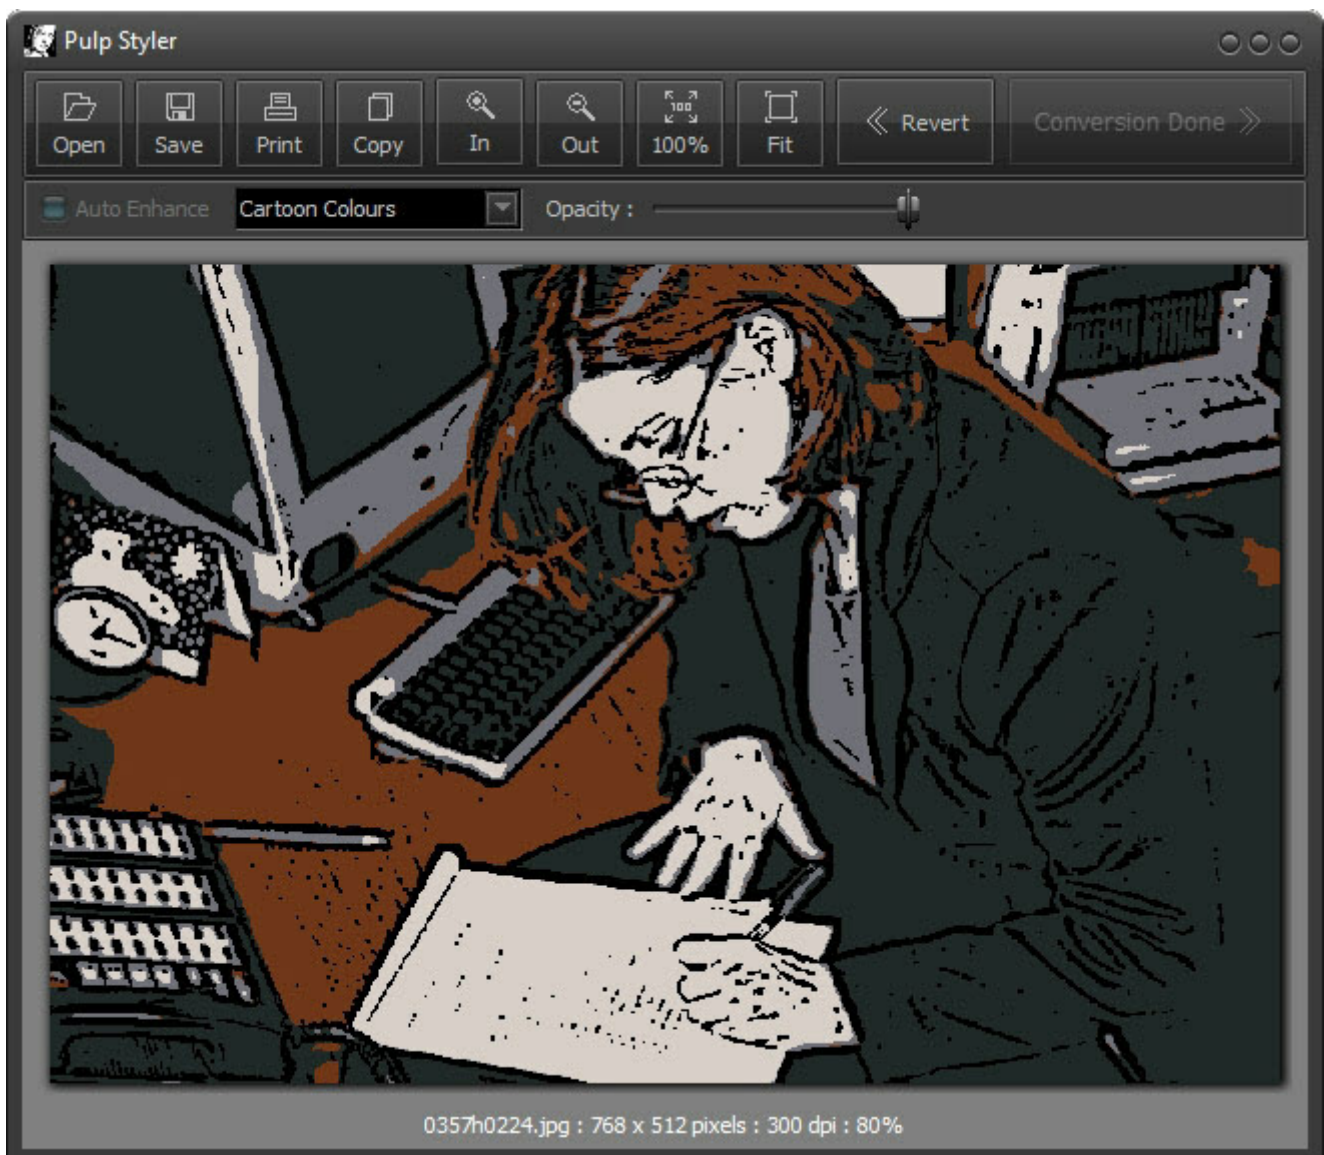 Pulp Styler
Open Save Print Copy In Out 100 100% Fit Revert Conversion Done
Auto Enhance Cartoon Colours Opacity :
0357h0224.jpg : 768 x 512 pixels : 300 dpi : 80%